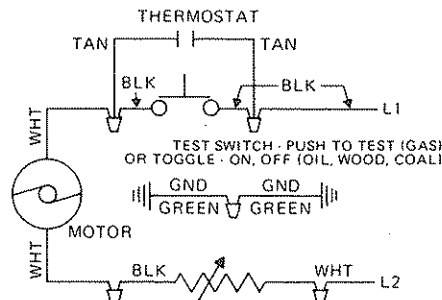 THERMOSTAT
TAN
TAN
BLK
BLK
L1
WHT
TEST SWITCH - PUSH TO TEST (GAS)
OR TOGGLE - ON, OFF (OIL, WOOD, COAL)
GND
GND
GREEN
GREEN
MOTOR
WHT
BLK
WHT
L2